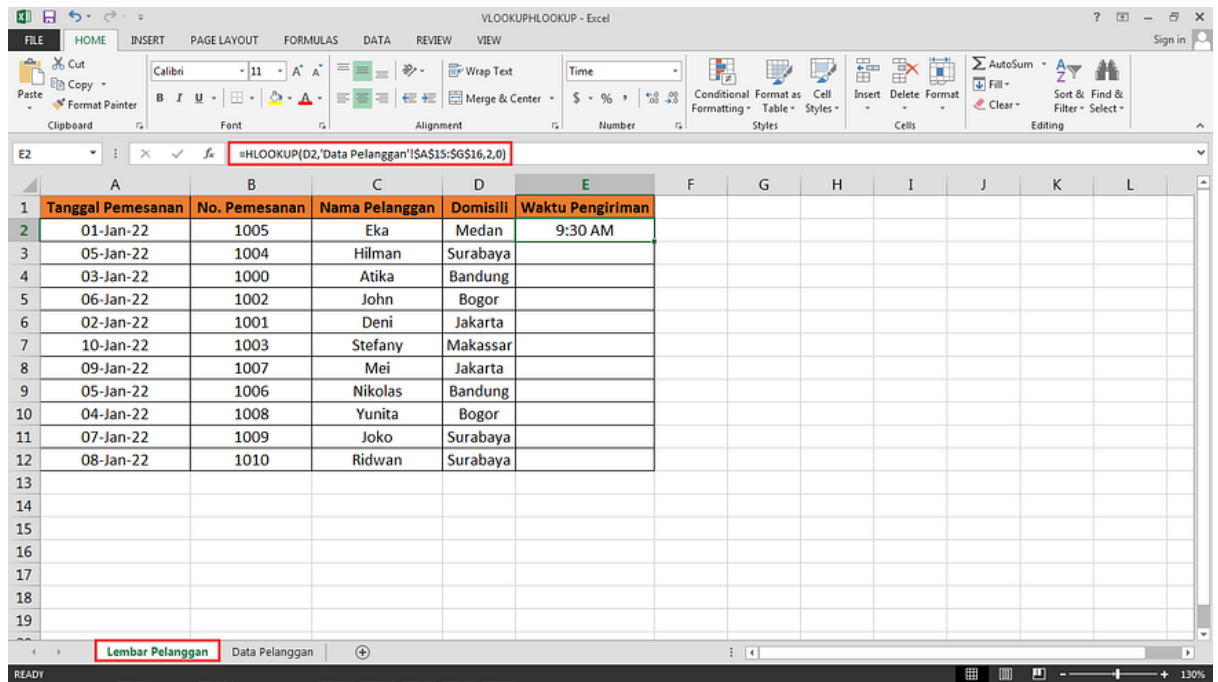 VLOOKUPHLOOKUP - Excel
?
Sign in
FILE HOME INSERT PAGE LAYOUT FORMULAS DATA REVIEW VIEW
Paste
Cut
Copy
Format Painter
Clipboard
Calibri 11 A A
B I U A
Font
Wrap Text
Merge & Center
Alignment
Time
$ % ,
Number
Conditional Formatting
Format as Table
Cell Styles
Styles
Insert Delete Format
Cells
AutoSum
Fill
Clear
Sort & Filter
Find & Select
Editing
E2 fx =HLOOKUP(D2,'Data Pelanggan'!$A$15:$G$16,2,0)
A B C D E F G H I J K L
1 Tanggal Pemesanan No. Pemesanan Nama Pelanggan Domisili Waktu Pengiriman
2 01-Jan-22 1005 Eka Medan 9:30 AM
3 05-Jan-22 1004 Hilman Surabaya
4 03-Jan-22 1000 Atika Bandung
5 06-Jan-22 1002 John Bogor
6 02-Jan-22 1001 Deni Jakarta
7 10-Jan-22 1003 Stefany Makassar
8 09-Jan-22 1007 Mei Jakarta
9 05-Jan-22 1006 Nikolas Bandung
10 04-Jan-22 1008 Yunita Bogor
11 07-Jan-22 1009 Joko Surabaya
12 08-Jan-22 1010 Ridwan Surabaya
13
14
15
16
17
18
19
Lembar Pelanggan Data Pelanggan
READY 130%